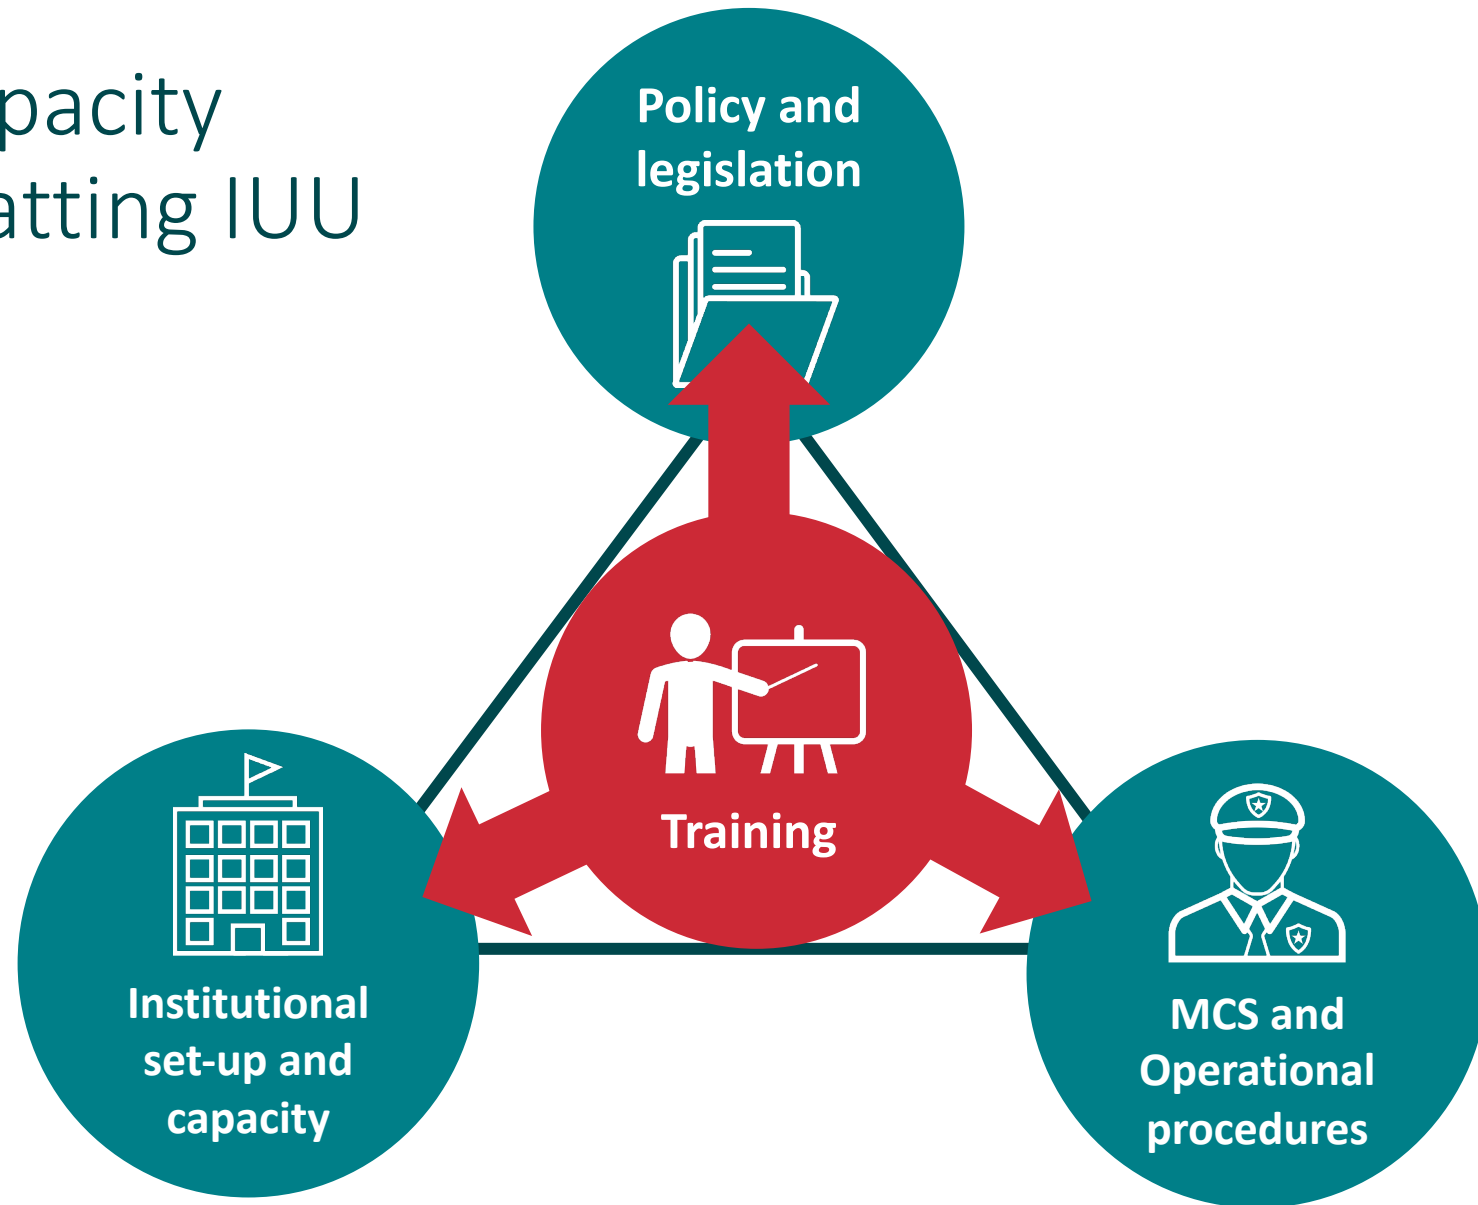 pacity
atting IUU
Policy and
legislation
Training
Institutional
set-up and
capacity
MCS and
Operational
procedures